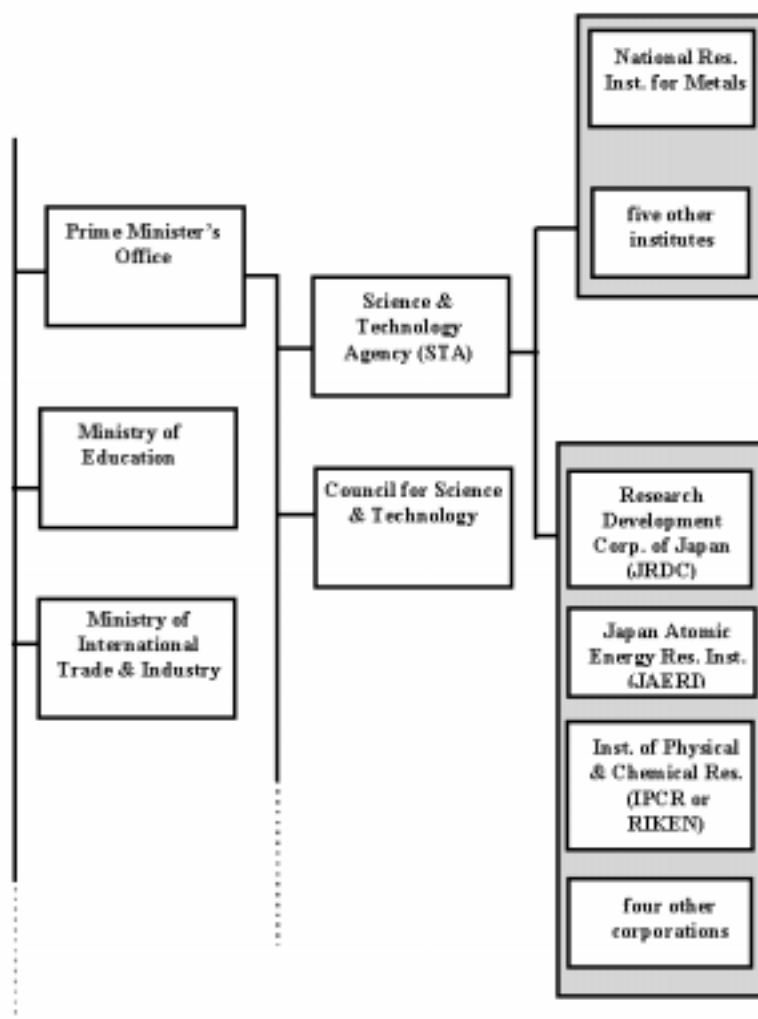 Prime Minister's
Office
Ministry of
Education
Ministry of
International
Trade & Industry
Science &
Technology
Agency (STA)
Council for Science
& Technology
National Res.
Inst. for Metals
five other
institutes
Research
Development
Corp. of Japan
(JRDC)
Japan Atomic
Energy Res. Inst.
(JAERI)
Inst. of Physical
& Chemical Res.
(IPCR or
RIKEN)
four other
corporations